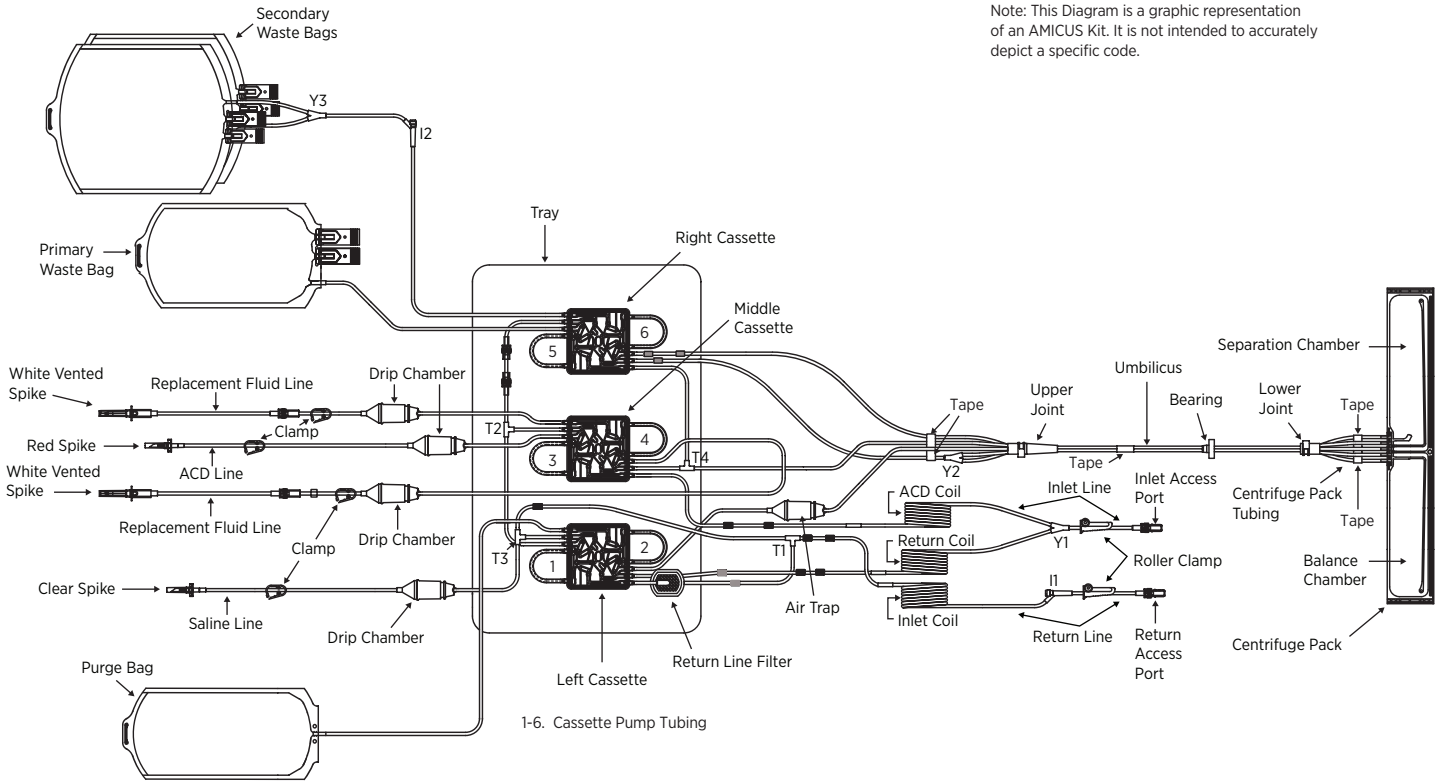 Note: This Diagram is a graphic representation
of an AMICUS Kit. It is not intended to accurately
depict a specific code.
Secondary
Waste Bags
Y3
I2
Primary
Waste Bag
Tray
Right Cassette
6
5
Middle
Cassette
White Vented
Spike
Replacement Fluid Line
Drip Chamber
Clamp
T2
Red Spike
ACD Line
4
3
T4
White Vented
Spike
Replacement Fluid Line
Drip Chamber
Clamp
T3
2
1
T1
Clear Spike
Saline Line
Drip Chamber
Air Trap
Return Line Filter
Left Cassette
Purge Bag
1-6. Cassette Pump Tubing
Tape
Y2
Upper
Joint
Umbilicus
Tape
Bearing
Lower
Joint
Tape
Separation Chamber
Centrifuge Pack
Tubing
Tape
ACD Coil
Inlet Line
Inlet Access
Port
Return Coil
Y1
Roller Clamp
I1
Inlet Coil
Return Line
Return
Access
Port
Balance
Chamber
Centrifuge Pack